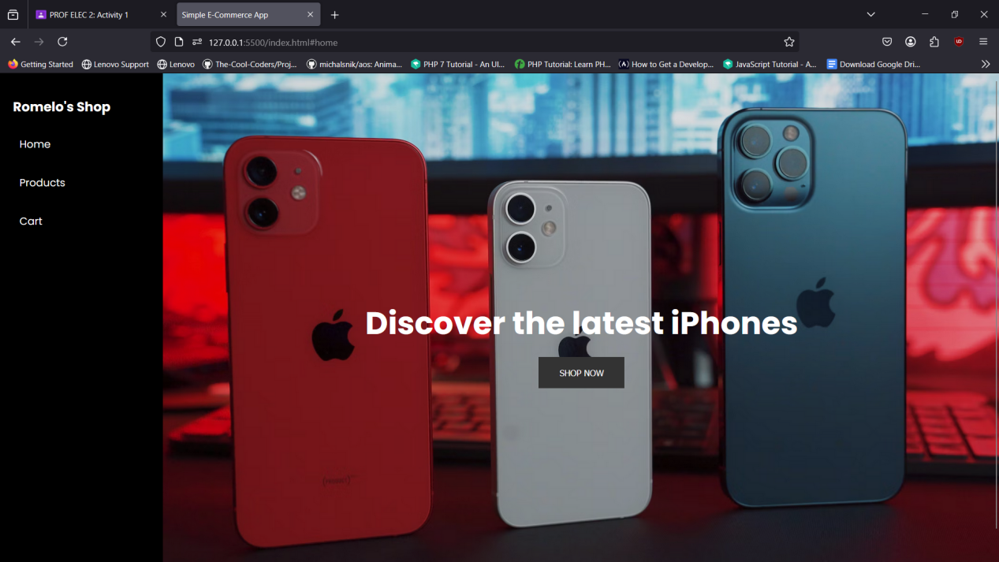 PROF ELEC 2: Activity 1
Simple E-Commerce App
127.0.0.1:5500/index.html#home
Getting Started
Lenovo Support
Lenovo
The-Cool-Coders/Proj...
michalsnik/aos: Anima...
PHP 7 Tutorial - An Ul...
PHP Tutorial: Learn PH...
How to Get a Develop...
JavaScript Tutorial - A...
Download Google Dri...
Romelo's Shop
Home
Products
Cart
Discover the latest iPhones
SHOP NOW
(PRODUCT)